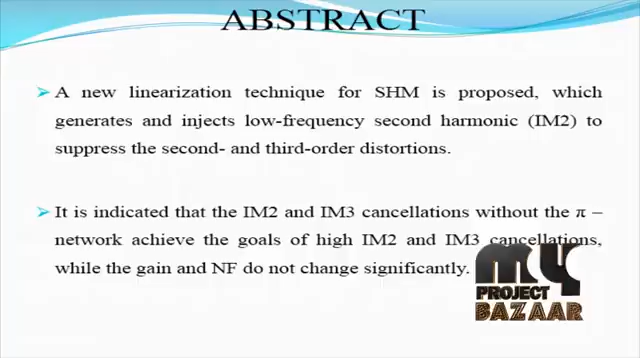 ABSTRACT
A new linearization technique for SHM is proposed, which
generates and injects low-frequency second harmonic (IM2) to
suppress the second- and third-order distortions.
It is indicated that the IM2 and IM3 cancellations without the π –
network achieve the goals of high IM2 and IM3 cancellations,
while the gain and NF do not change significantly.
MY
PROJECT
BAZAAR